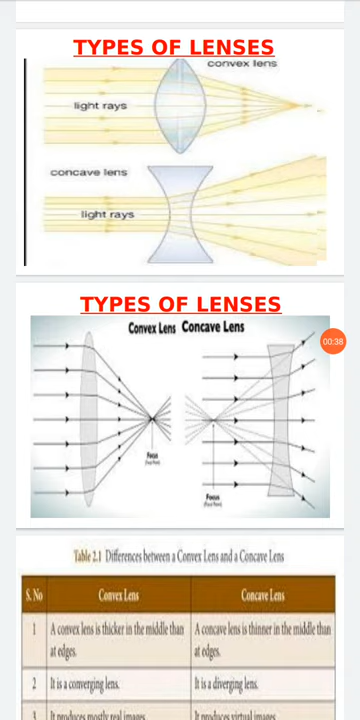 TYPES OF LENSES
convex lens
light rays
concave lens
light rays
TYPES OF LENSES
Convex Lens Concave Lens
00:38
Focus
Focus
Table 2.1 Differences between a Convex Lens and a Concave Lens
S. No Convex Lens Concave Lens
1 A convex lens is thicker in the middle than A concave lens is thinner in the middle than
at edges. at edges.
2 It is a converging lens. It is a diverging lens.
3 It produces mostly real images It produces virtual images